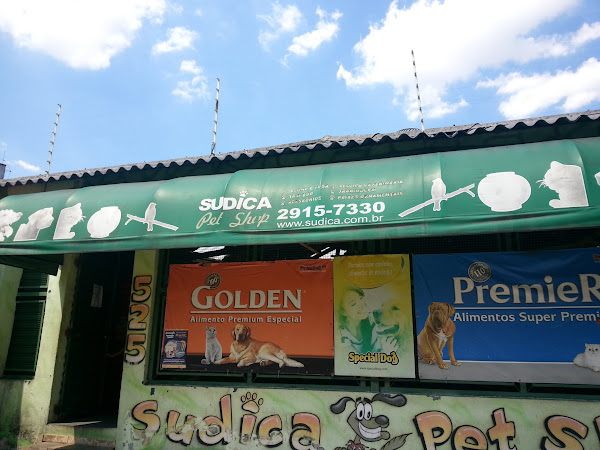 SUDICA
Pet Shop 2915-7330
www.sudica.com.br
525
GOLDEN
Alimento Premium Especial
Special Dog
PremieR
Alimentos Super Premi
Sudica Pet S